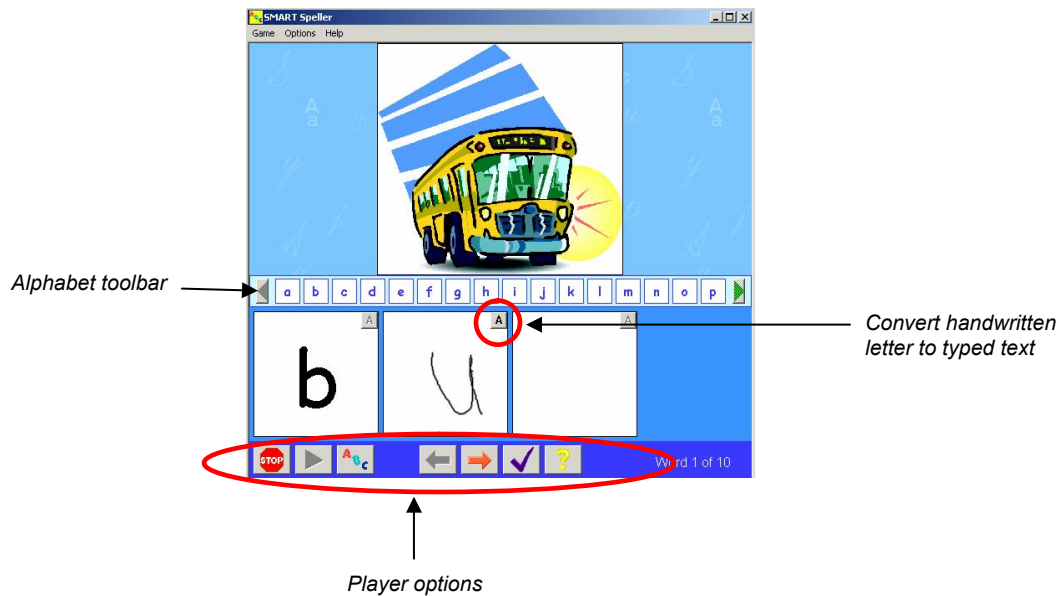 SMART Speller
Game Options Help
Alphabet toolbar
a b c d e f g h i j k l m n o p
A A A
Convert handwritten
letter to typed text
b u
STOP ABC ? Word 1 of 10
Player options